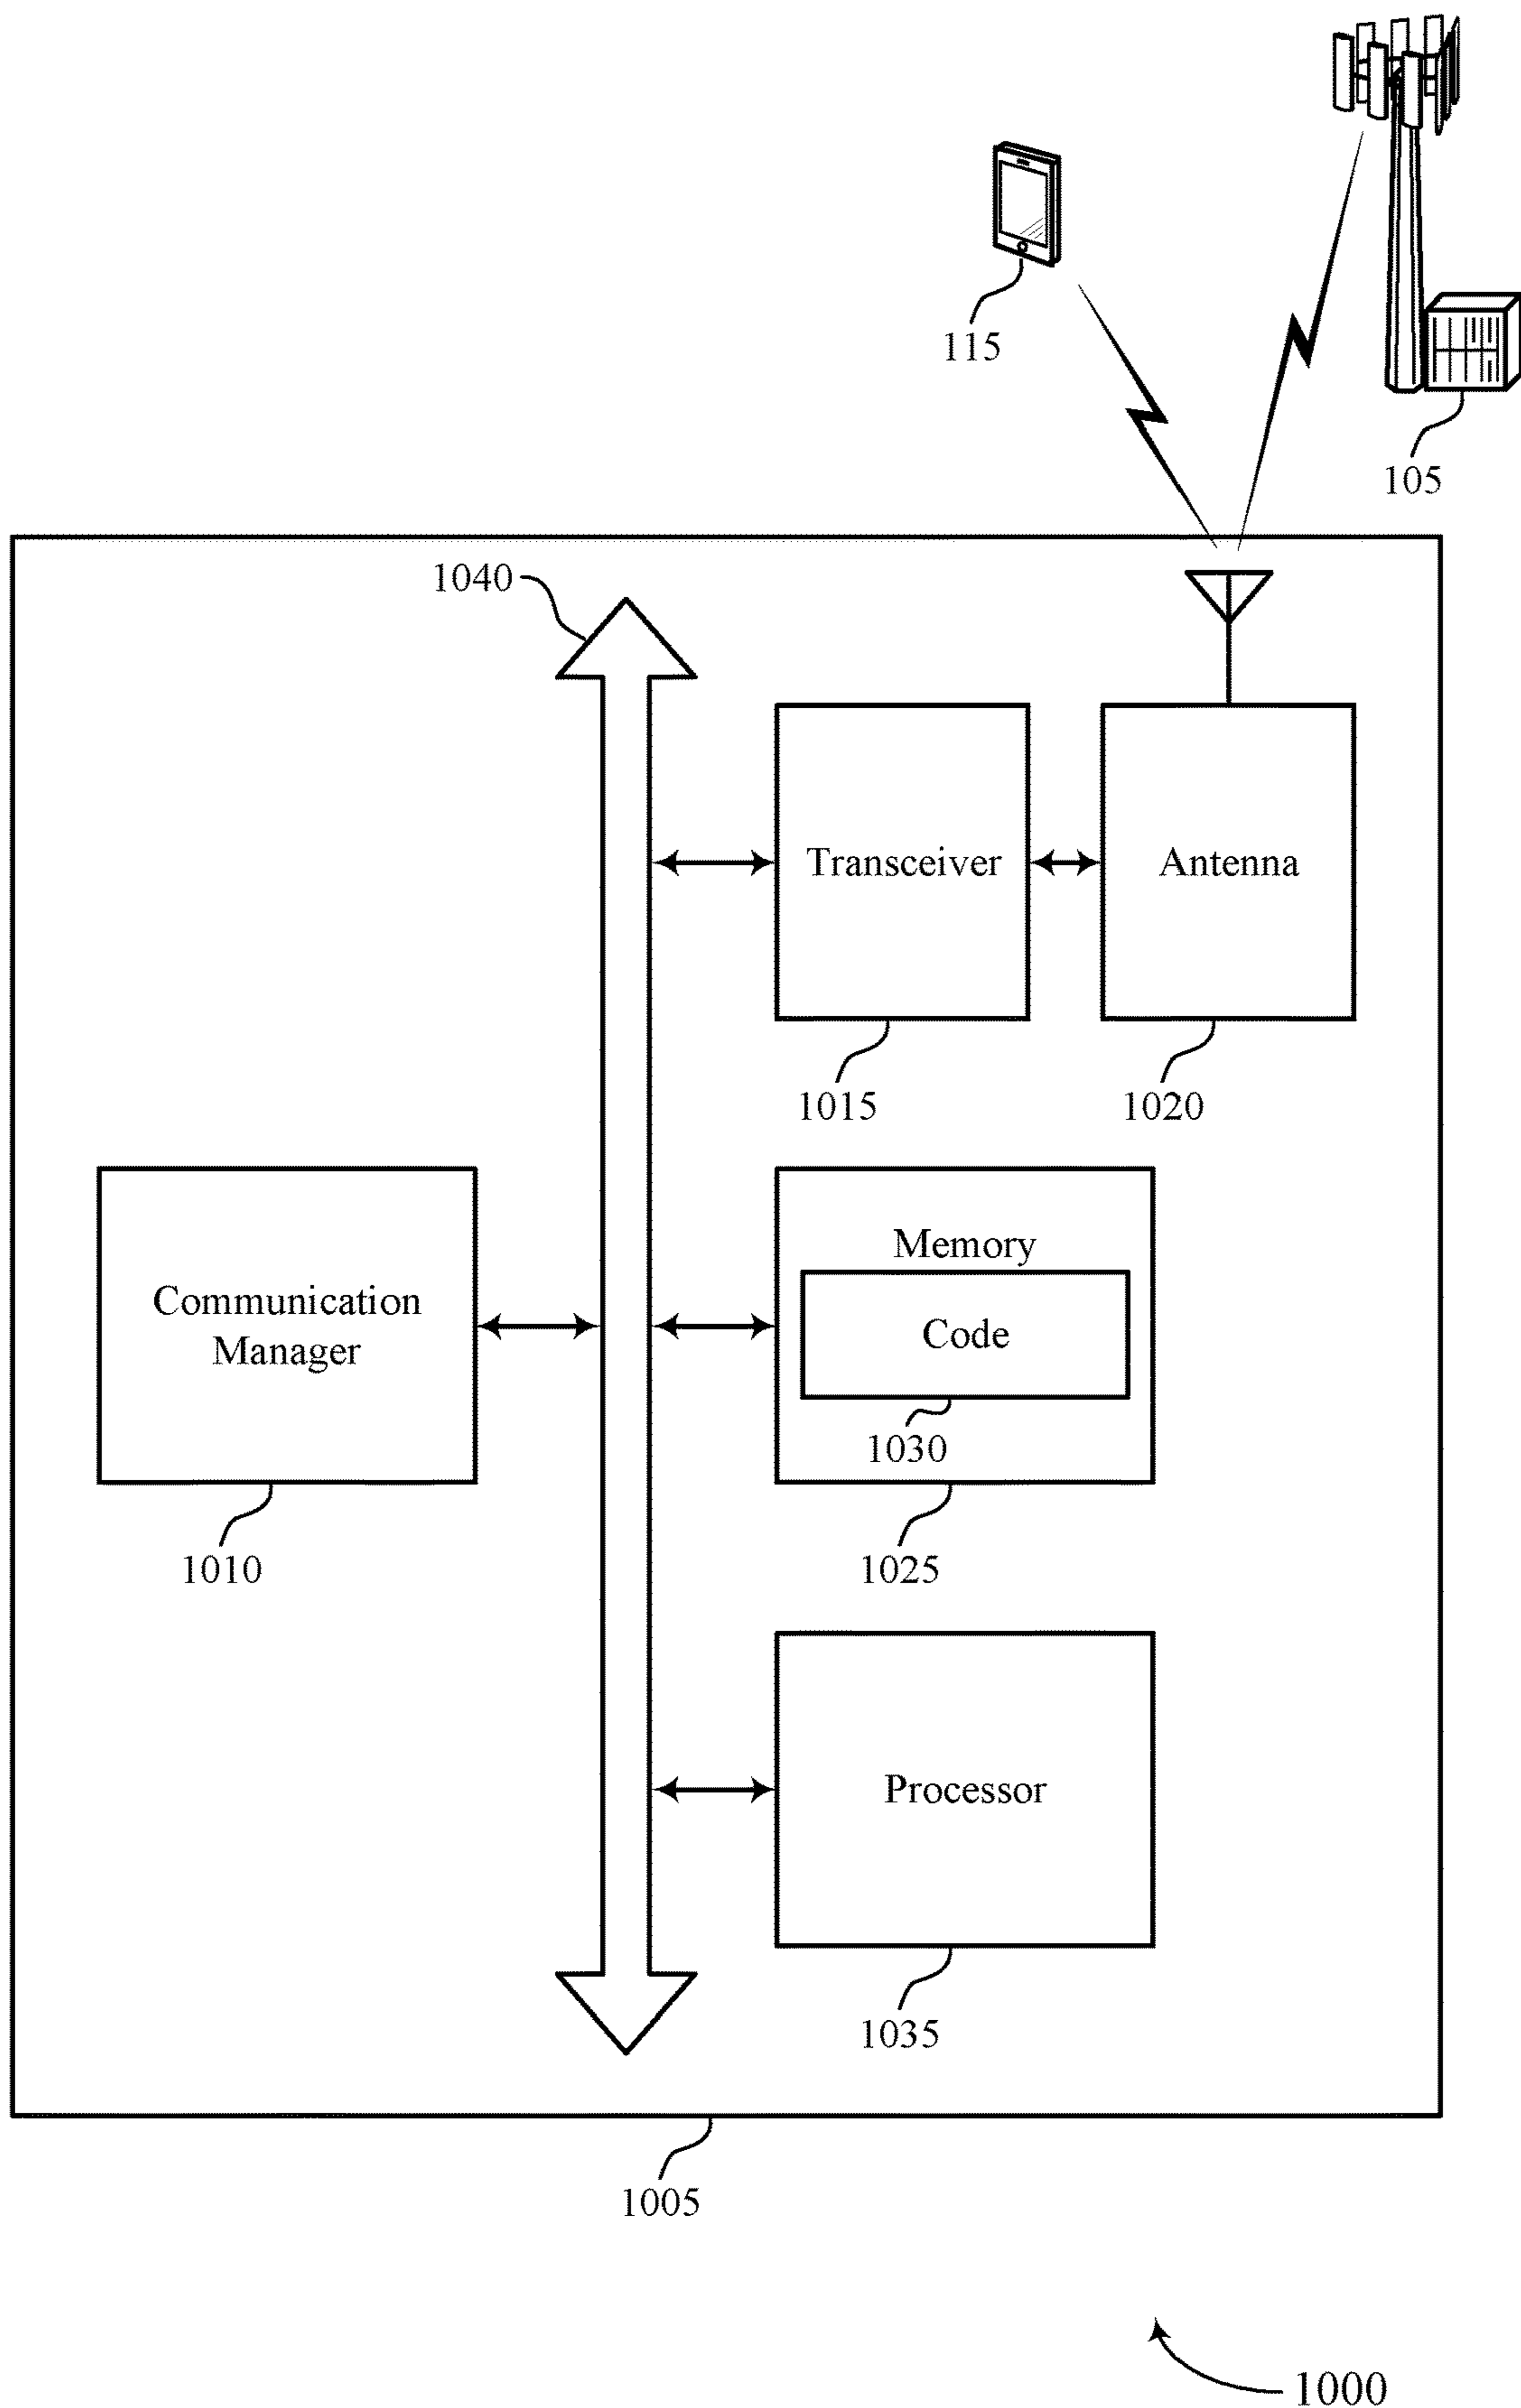 115
105
1040
Transceiver
Antenna
1015
1020
Communication
Manager
Memory
Code
1030
1010
1025
Processor
1035
1005
1000